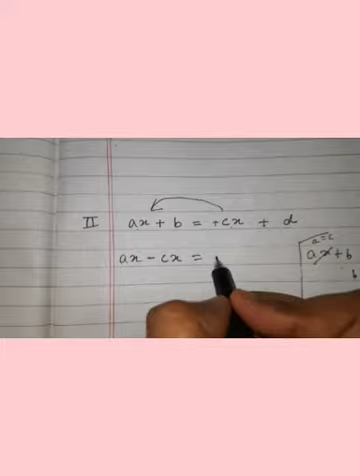 II ax + b = +cx + d
ax - cx =
a = c
ax + b
b